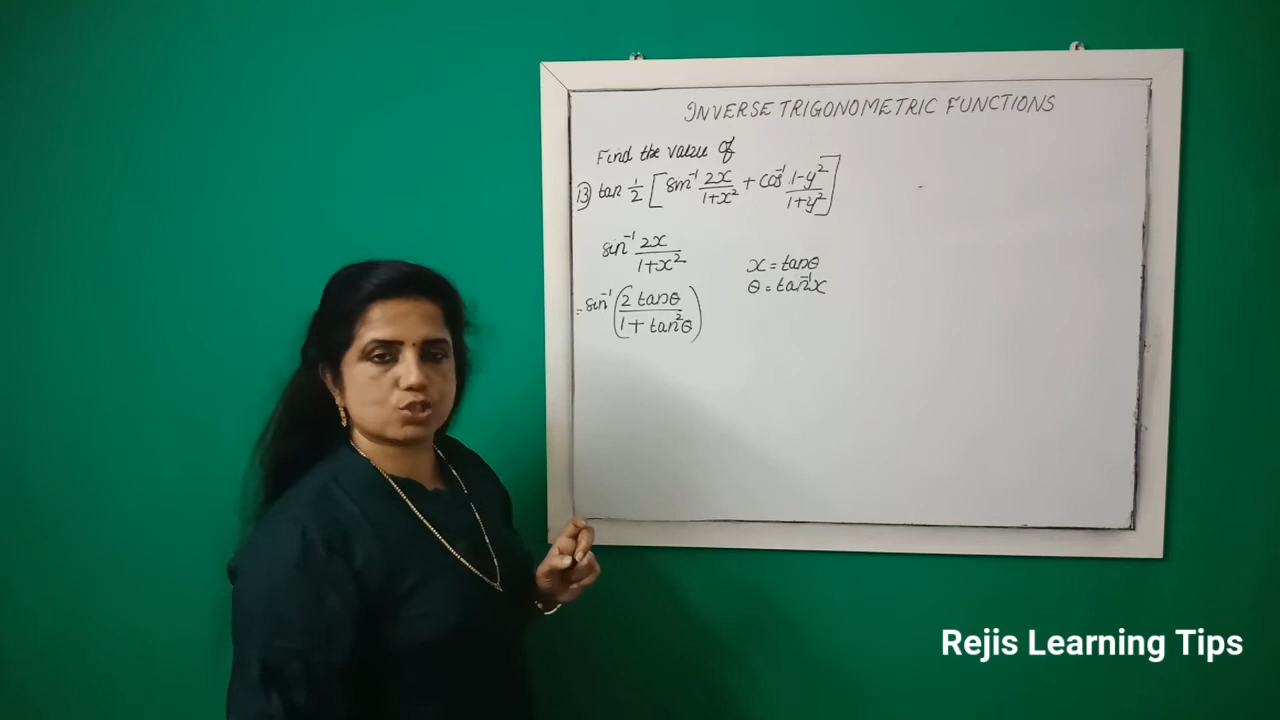 INVERSE TRIGONOMETRIC FUNCTIONS
Find the value of
13) tan 1/2 [sin⁻¹ 2x/(1+x²) + cos⁻¹ (1-y²)/(1+y²)]
sin⁻¹ 2x/(1+x²)
x = tanθ
θ = tan⁻¹x
= sin⁻¹ (2 tanθ/(1 + tan²θ))
Rejis Learning Tips